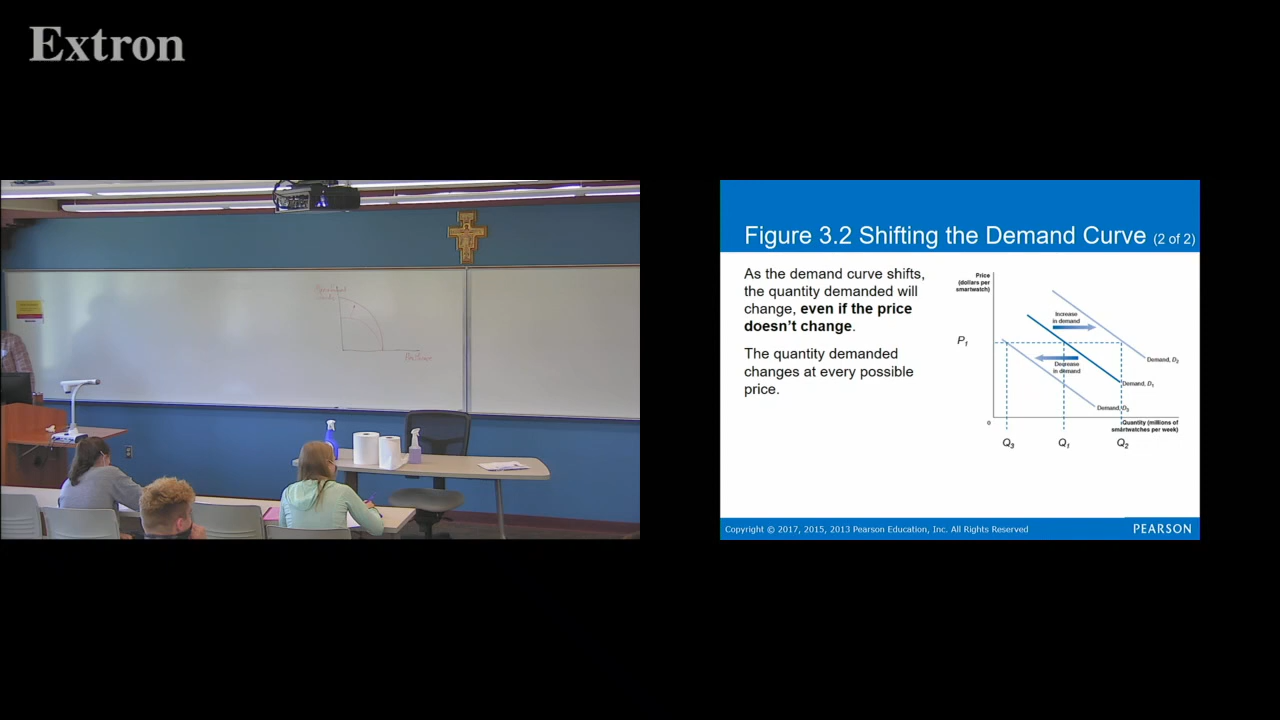 Extron
Figure 3.2 Shifting the Demand Curve (2 of 2)
As the demand curve shifts,
the quantity demanded will
change, even if the price
doesn't change.
The quantity demanded
changes at every possible
price.
Price
(dollars per
smartwatch)
Increase
in demand
P1
Decrease
in demand
Demand, D2
Demand, D1
Demand, D3
0
Quantity (millions of
smartwatches per week)
Q3 Q1 Q2
Copyright © 2017, 2015, 2013 Pearson Education, Inc. All Rights Reserved
PEARSON